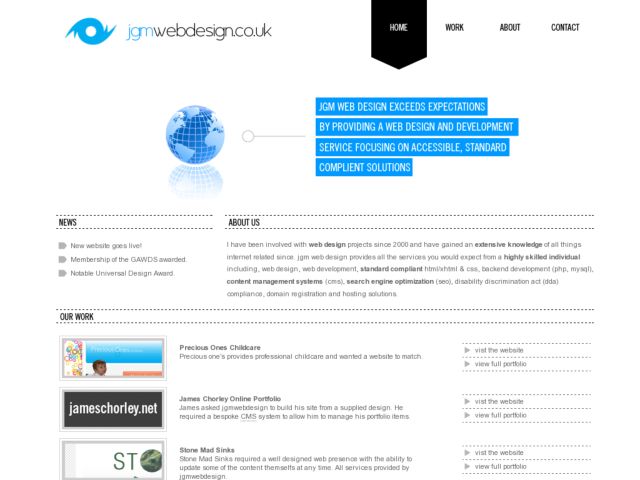 jgmwebdesign.co.uk
HOME
WORK
ABOUT
CONTACT
JGM WEB DESIGN EXCEEDS EXPECTATIONS
BY PROVIDING A WEB DESIGN AND DEVELOPMENT
SERVICE FOCUSING ON ACCESSIBLE, STANDARD
COMPLIENT SOLUTIONS
NEWS
New website goes live!
Membership of the GAWDS awarded.
Notable Universal Design Award.
ABOUT US
I have been involved with web design projects since 2000 and have gained an extensive knowledge of all things
internet related since. jgm web design provides all the services you would expect from a highly skilled individual
including, web design, web development, standard compliant html/xhtml & css, backend development (php, mysql),
content management systems (cms), search engine optimization (seo), disability discrimination act (dda)
compliance, domain registration and hosting solutions.
OUR WORK
Precious Ones
Precious Ones Childcare
Precious one's provides professional childcare and wanted a website to match.
vist the website
view full portfolio
jameschorley.net
James Chorley Online Portfolio
James asked jgmwebdesign to build his site from a supplied design. He
required a bespoke CMS system to allow him to manage his portfolio items.
vist the website
view full portfolio
STO
Stone Mad Sinks
Stone Mad Sinks required a well designed web presence with the ability to
update some of the content themselfs at any time. All services provided by
jgmwebdesign.
vist the website
view full portfolio